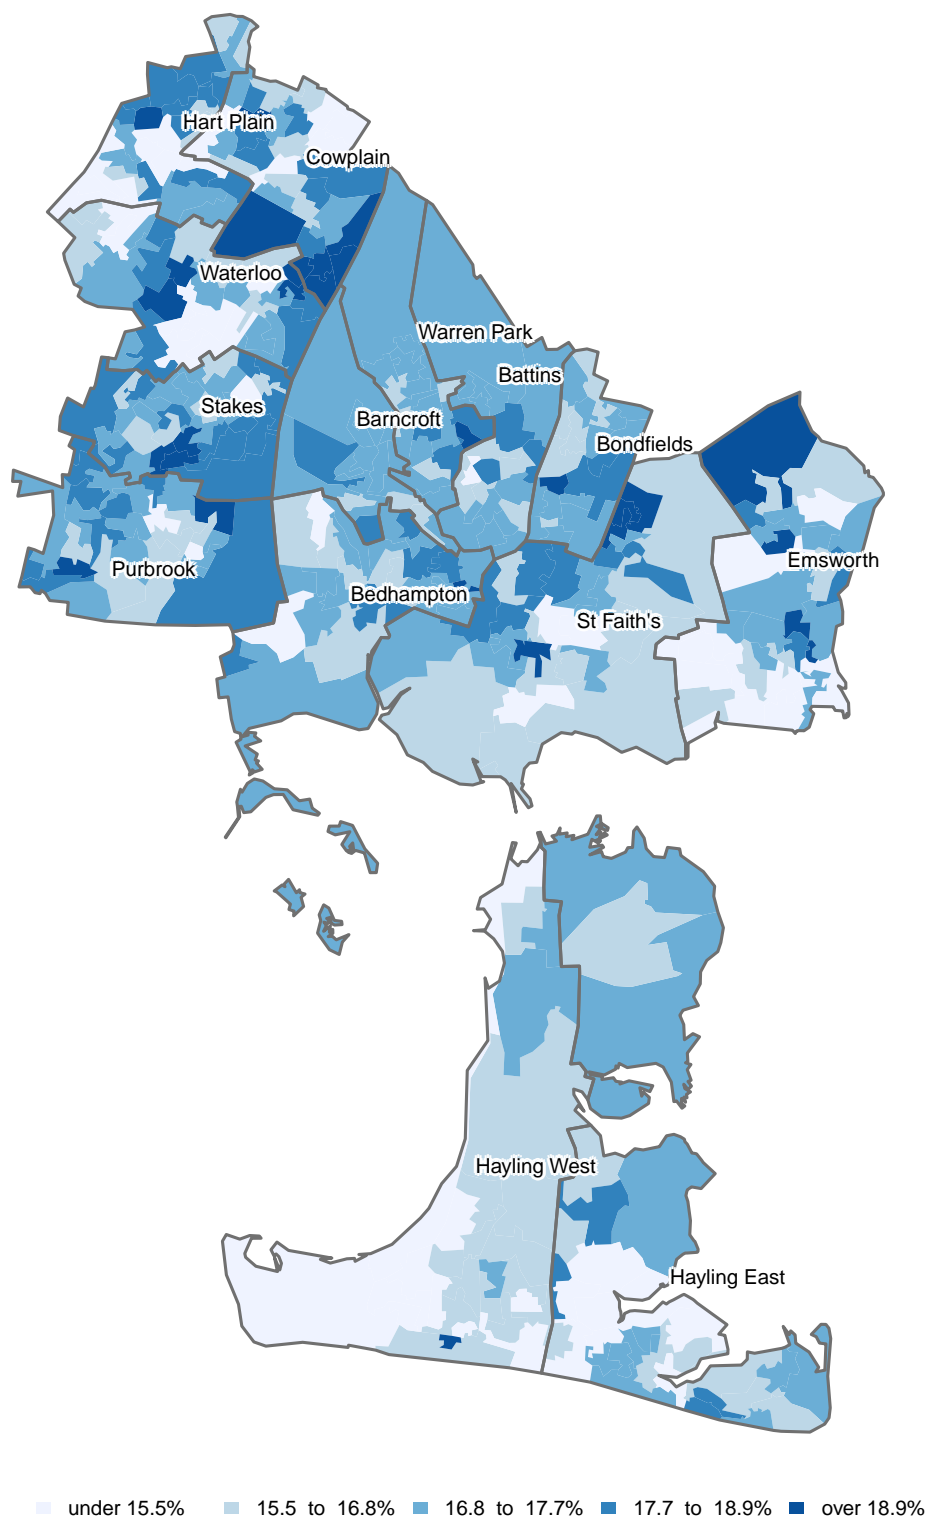 Hart Plain
Cowplain
Waterloo
Warren Park
Battins
Stakes
Barncroft
Bondfields
Emsworth
Purbrook
Bedhampton
St Faith's
Hayling West
Hayling East
under 15.5% 15.5 to 16.8% 16.8 to 17.7% 17.7 to 18.9% over 18.9%